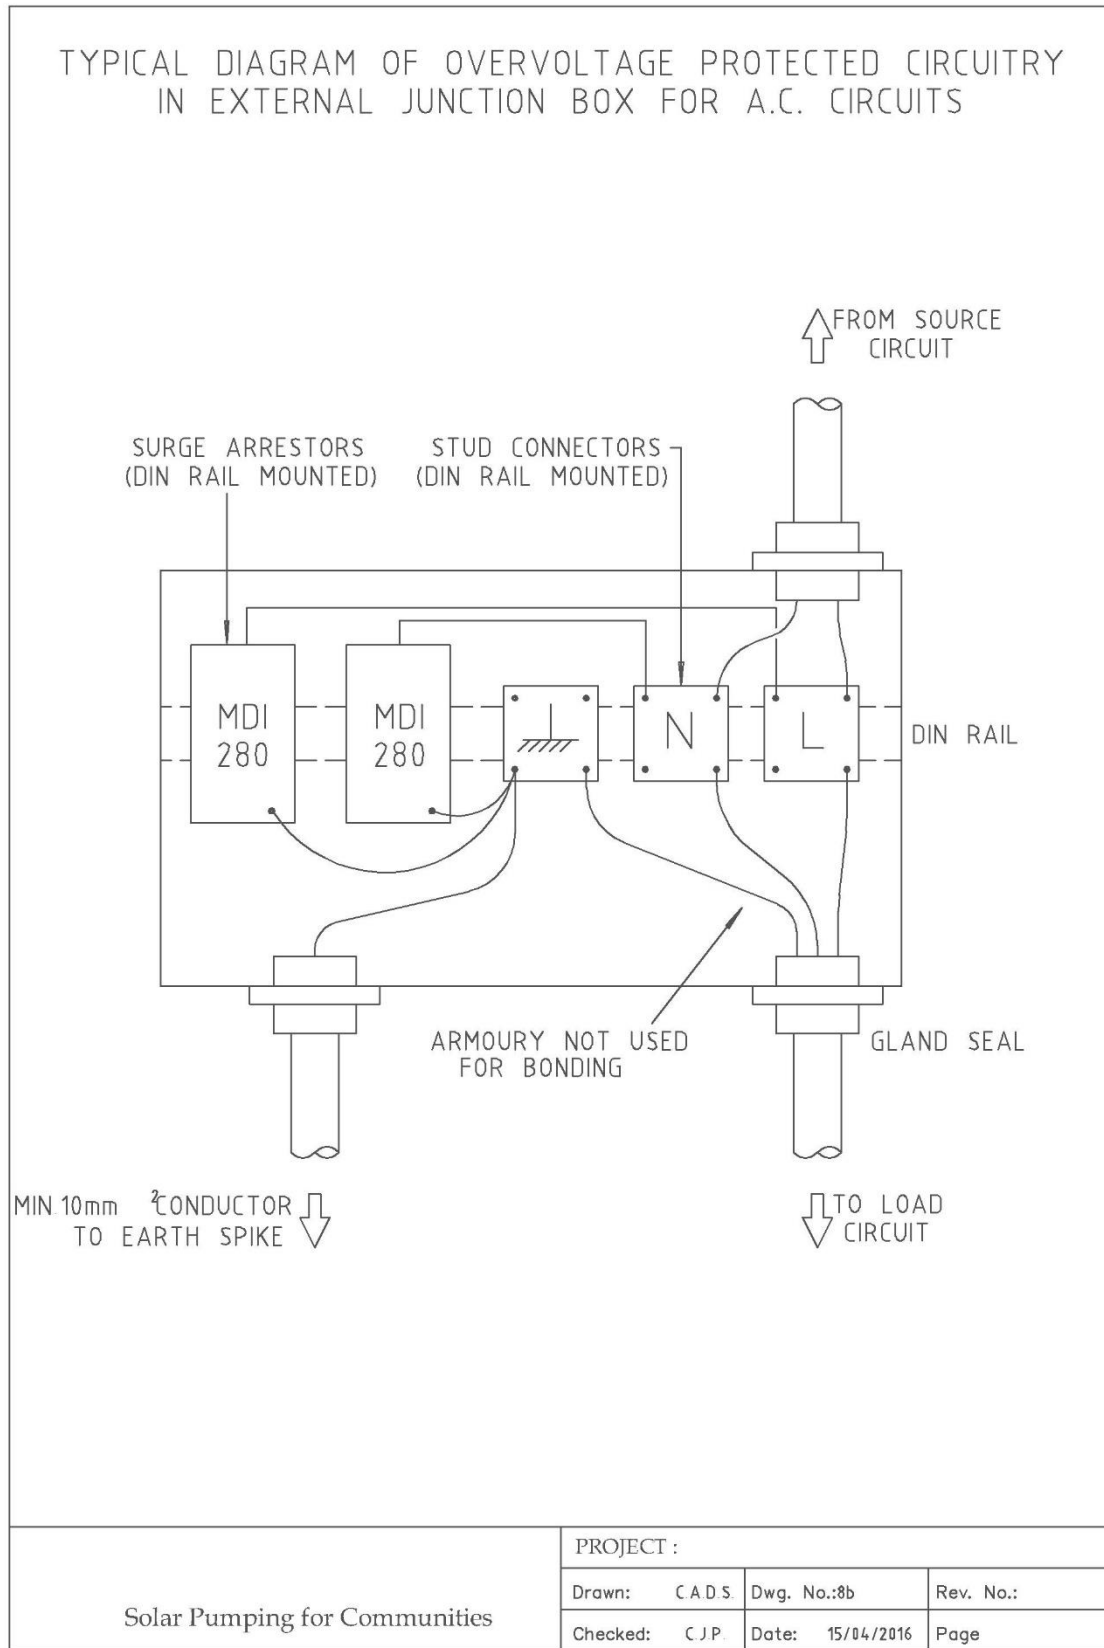 TYPICAL DIAGRAM OF OVERVOLTAGE PROTECTED CIRCUITRY
IN EXTERNAL JUNCTION BOX FOR A.C. CIRCUITS
FROM SOURCE
CIRCUIT
SURGE ARRESTORS
(DIN RAIL MOUNTED)
STUD CONNECTORS
(DIN RAIL MOUNTED)
MDI
280
MDI
280
N
L
DIN RAIL
ARMOURY NOT USED
FOR BONDING
GLAND SEAL
MIN.10mm ²CONDUCTOR
TO EARTH SPIKE
TO LOAD
CIRCUIT
Solar Pumping for Communities
PROJECT :
Drawn: C.A.D.S. Dwg. No.:8b Rev. No.:
Checked: C.J.P. Date: 15/04/2016 Page